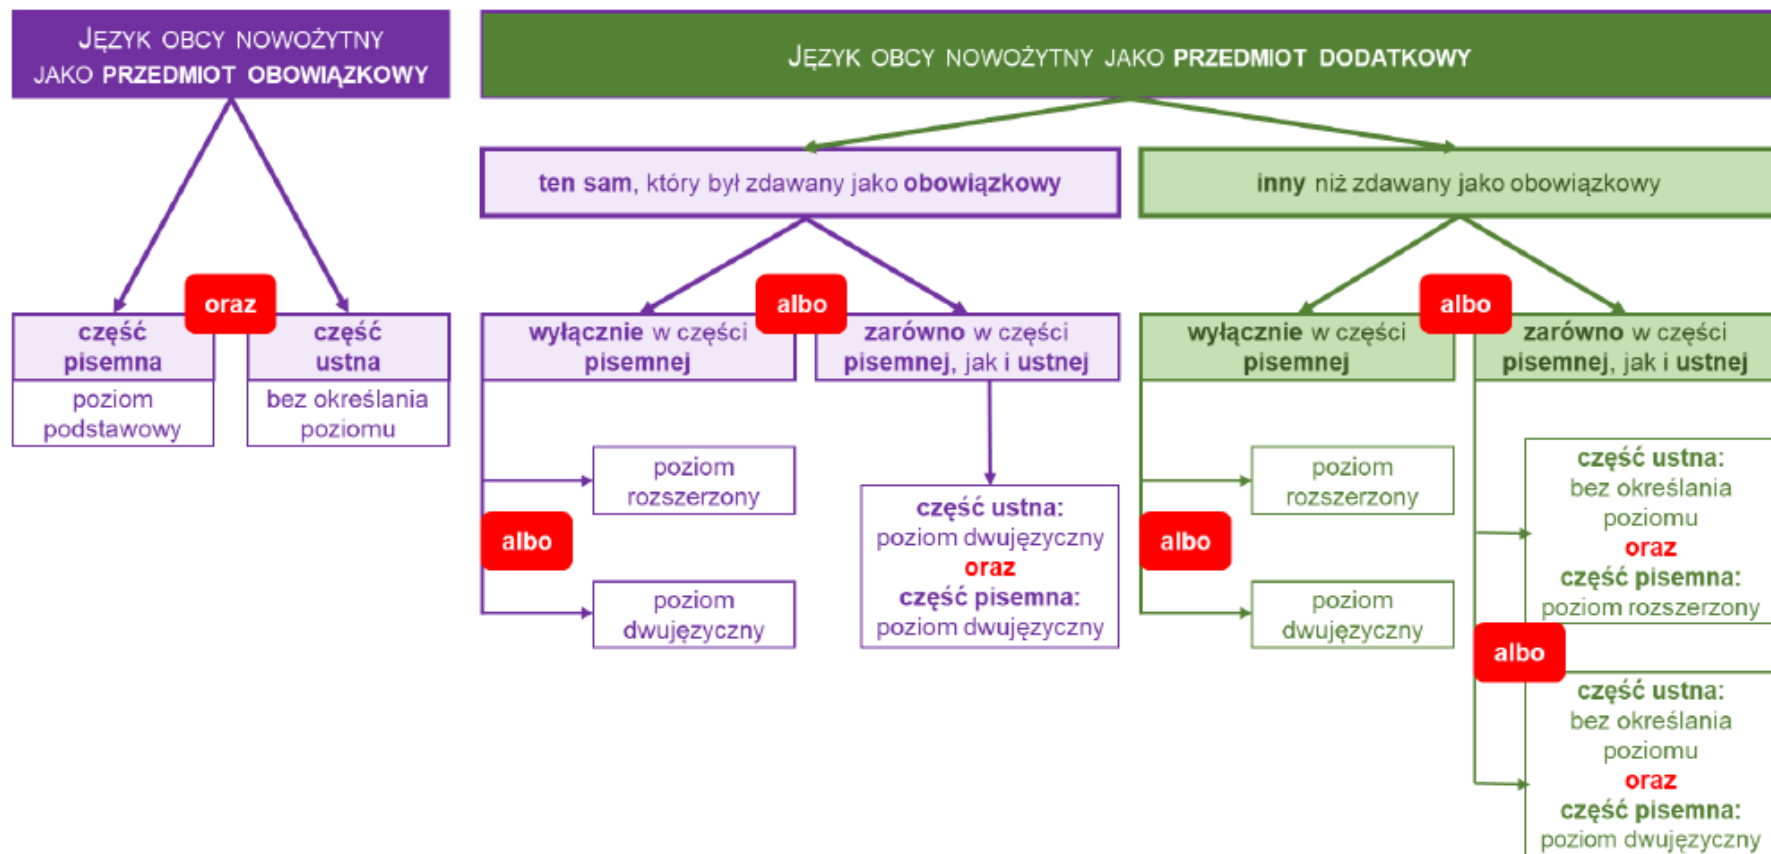 JĘZYK OBCY NOWOŻYTNY
JAKO PRZEDMIOT OBOWIĄZKOWY
JĘZYK OBCY NOWOŻYTNY JAKO PRZEDMIOT DODATKOWY
ten sam, który był zdawany jako obowiązkowy
inny niż zdawany jako obowiązkowy
oraz
część
pisemna
poziom
podstawowy
część
ustna
bez określania
poziomu
albo
wyłącznie w części
pisemnej
zarówno w części
pisemnej, jak i ustnej
poziom
rozszerzony
albo
poziom
dwujęzyczny
część ustna:
poziom dwujęzyczny
oraz
część pisemna:
poziom dwujęzyczny
albo
wyłącznie w części
pisemnej
zarówno w części
pisemnej, jak i ustnej
poziom
rozszerzony
albo
poziom
dwujęzyczny
część ustna:
bez określania
poziomu
oraz
część pisemna:
poziom rozszerzony
albo
część ustna:
bez określania
poziomu
oraz
część pisemna:
poziom dwujęzyczny